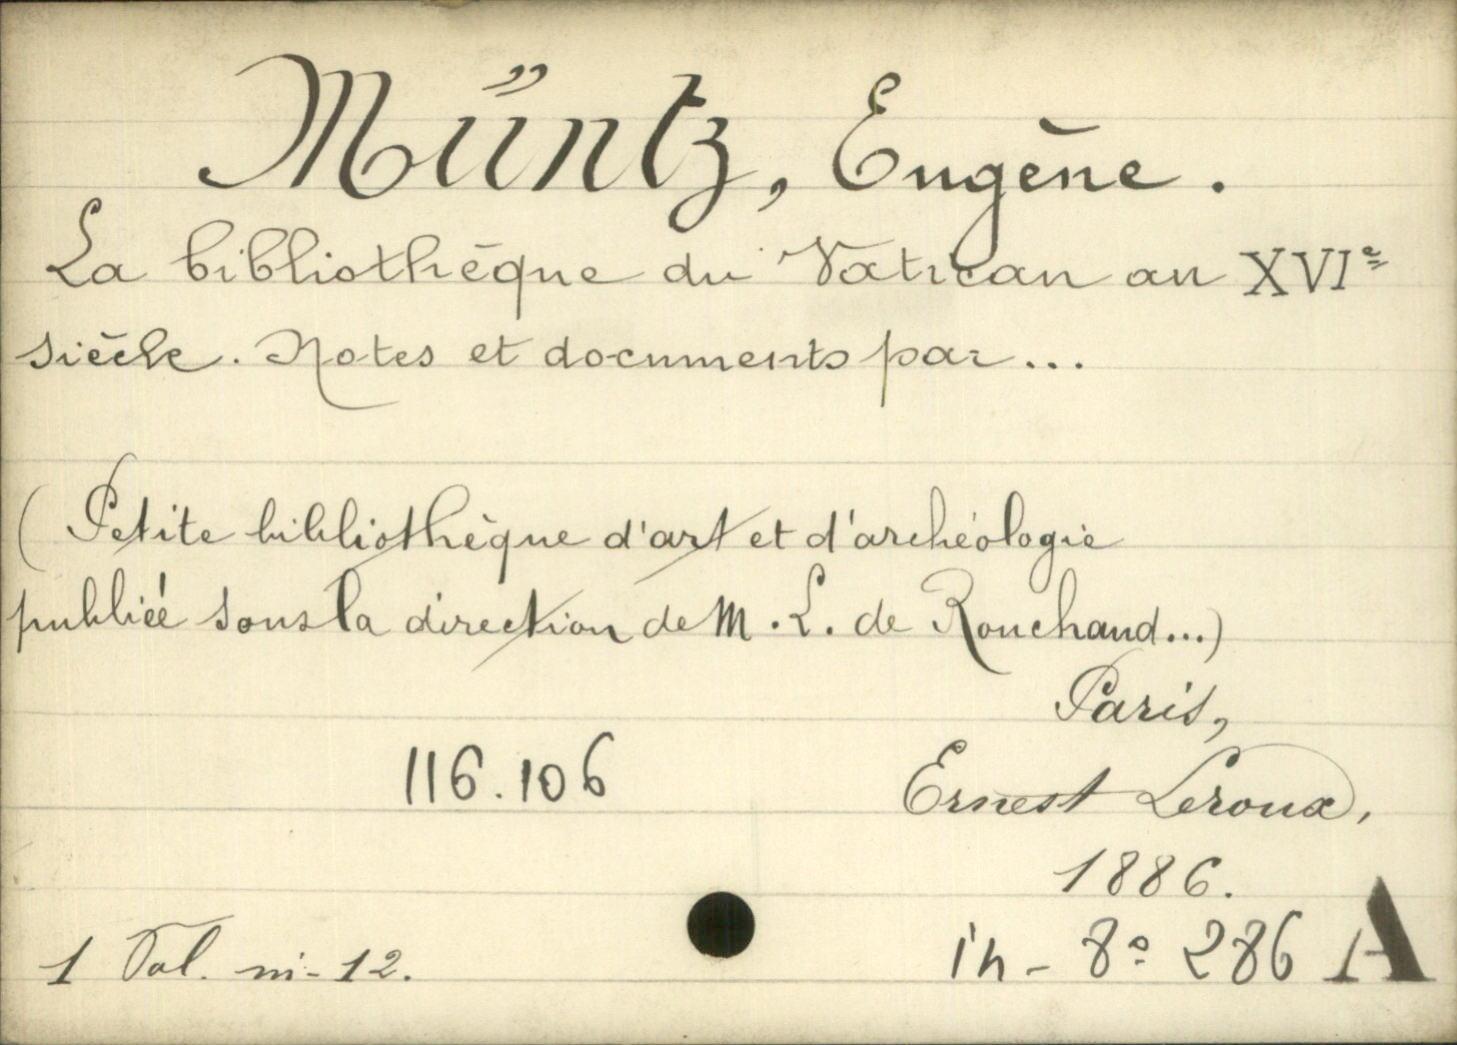 Müntz, Eugène.
La bibliothèque du Vatican au XVIe
siècle. Notes et documents par...
(Petite bibliothèque d'art et d'archéologie
publiée sous la direction de M. L. de Ronchaud...)
Paris,
116.106
Ernest Leroux,
1886.
1 Vol. in-12.
in-8º 286 A